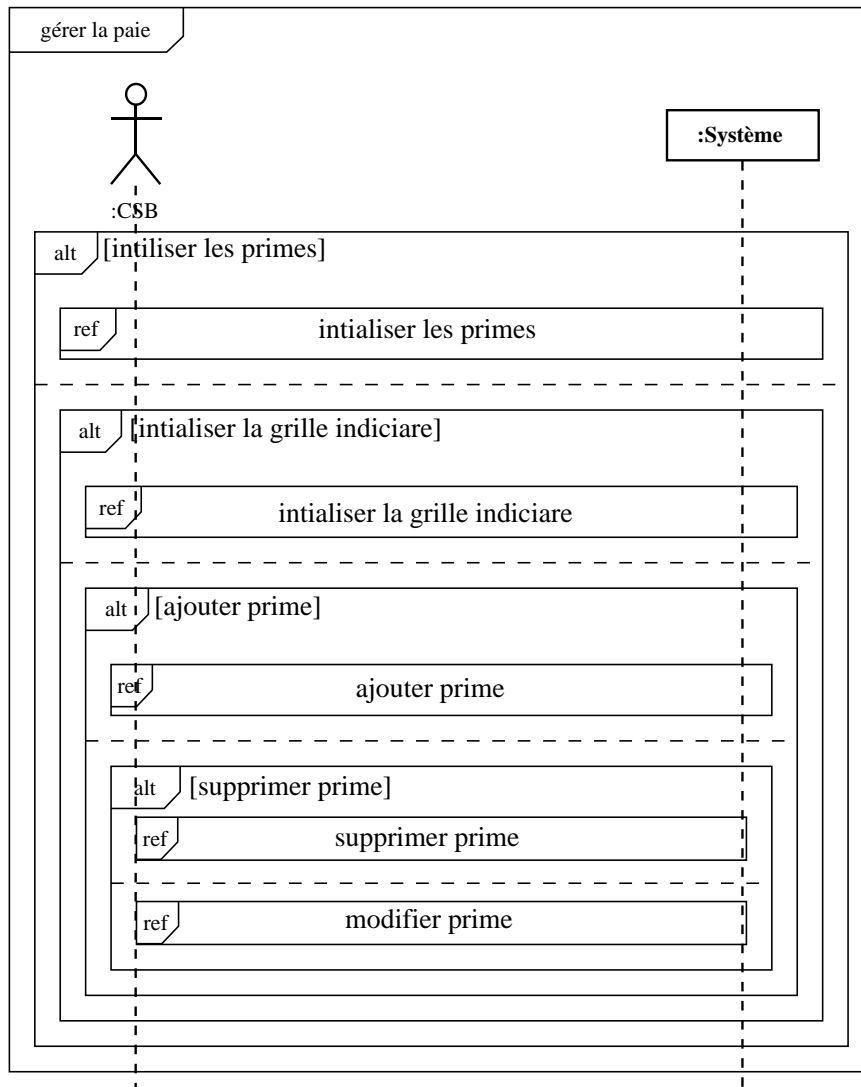 gérer la paie
:Système
:CSB
alt [intiliser les primes]
ref intialiser les primes
alt [intialiser la grille indiciare]
ref intialiser la grille indiciare
alt [ajouter prime]
ref ajouter prime
alt [supprimer prime]
ref supprimer prime
ref modifier prime